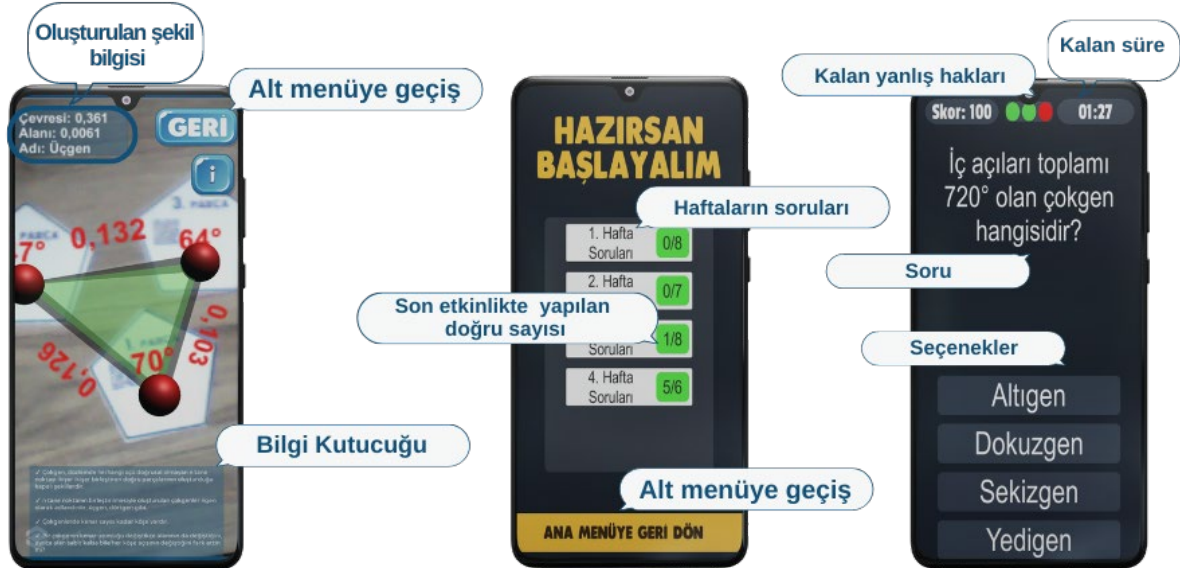 Oluşturulan şekil
bilgisi
Alt menüye geçiş
Çevresi: 0,361
Alanı: 0,0061
Adı: Üçgen
GERİ
i
3. PARÇA
PARÇA
7°
0,132
64°
0,126
70°
0,103
Bilgi Kutucuğu
HAZIRSAN
BAŞLAYALIM
Haftaların soruları
1. Hafta
Soruları
0/8
2. Hafta
0/7
Son etkinlikte yapılan
doğru sayısı
Soruları
1/8
4. Hafta
Soruları
5/6
Alt menüye geçiş
ANA MENÜYE GERİ DÖN
Kalan süre
Kalan yanlış hakları
Skor: 100
01:27
İç açıları toplamı
720° olan çokgen
hangisidir?
Soru
Seçenekler
Altıgen
Dokuzgen
Sekizgen
Yedigen